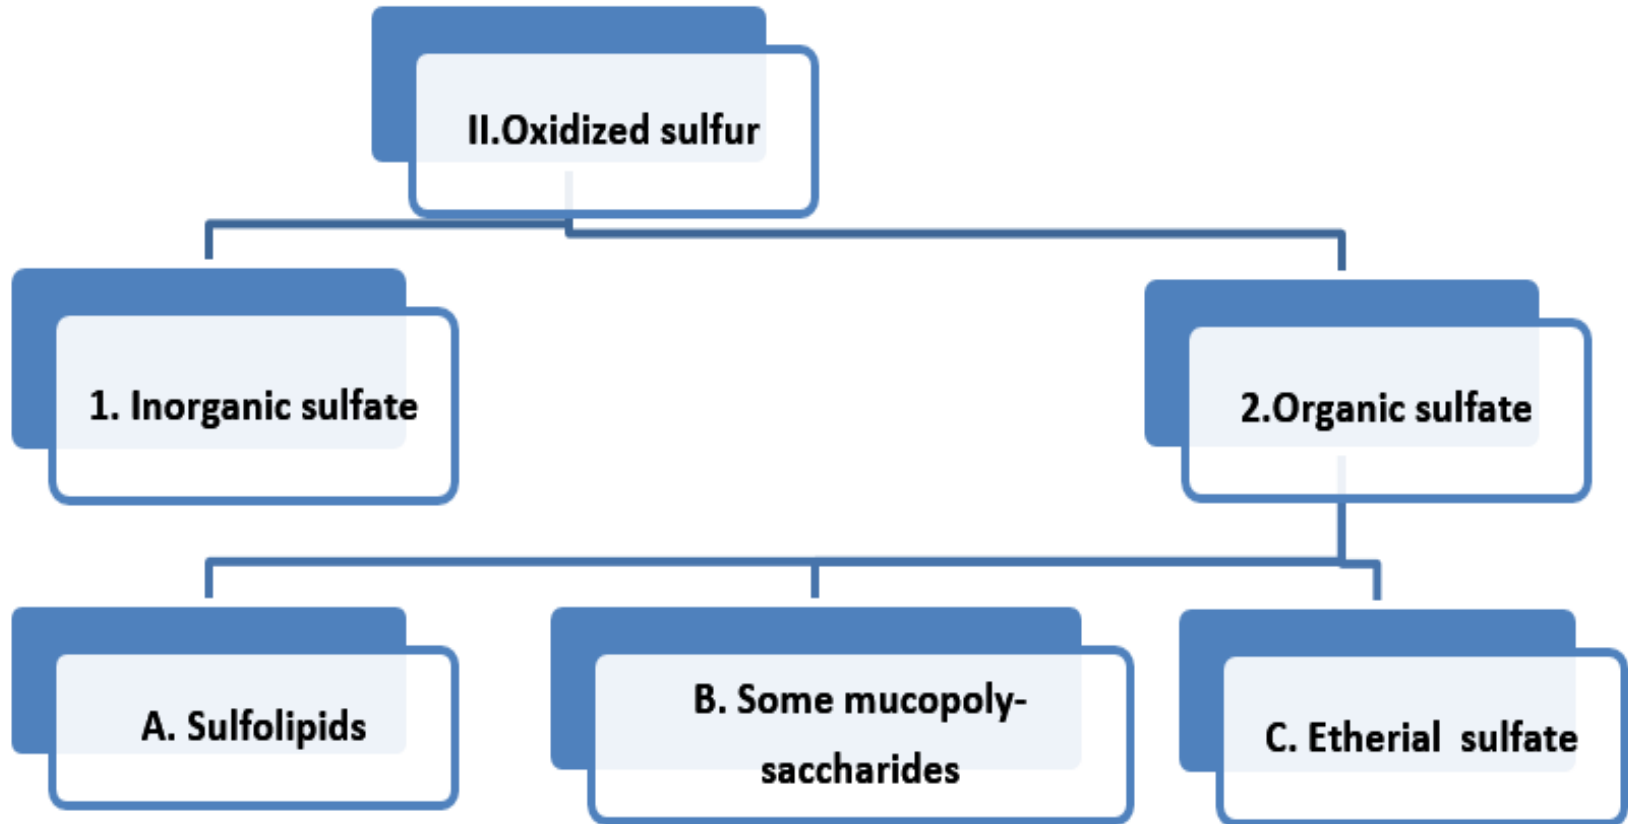 II.Oxidized sulfur
1. Inorganic sulfate
2.Organic sulfate
A. Sulfolipids
B. Some mucopoly-
saccharides
C. Etherial sulfate